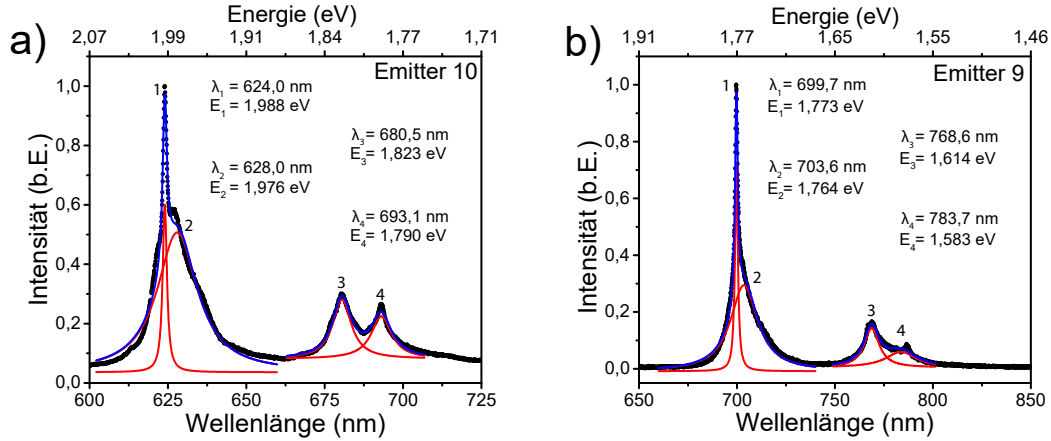 a)
Energie (eV)
2,07 1,99 1,91 1,84 1,77 1,71
Emitter 10
Intensität (b.E.)
1,0
0,8
0,6
0,4
0,2
0,0
1
2
3
4
λ1= 624,0 nm
E1= 1,988 eV
λ2= 628,0 nm
E2= 1,976 eV
λ3= 680,5 nm
E3= 1,823 eV
λ4= 693,1 nm
E4= 1,790 eV
600 625 650 675 700 725
Wellenlänge (nm)
b)
Energie (eV)
1,91 1,77 1,65 1,55 1,46
Emitter 9
Intensität (b.E.)
1,0
0,8
0,6
0,4
0,2
0,0
1
2
3
4
λ1= 699,7 nm
E1= 1,773 eV
λ2= 703,6 nm
E2= 1,764 eV
λ3= 768,6 nm
E3= 1,614 eV
λ4= 783,7 nm
E4= 1,583 eV
650 700 750 800 850
Wellenlänge (nm)